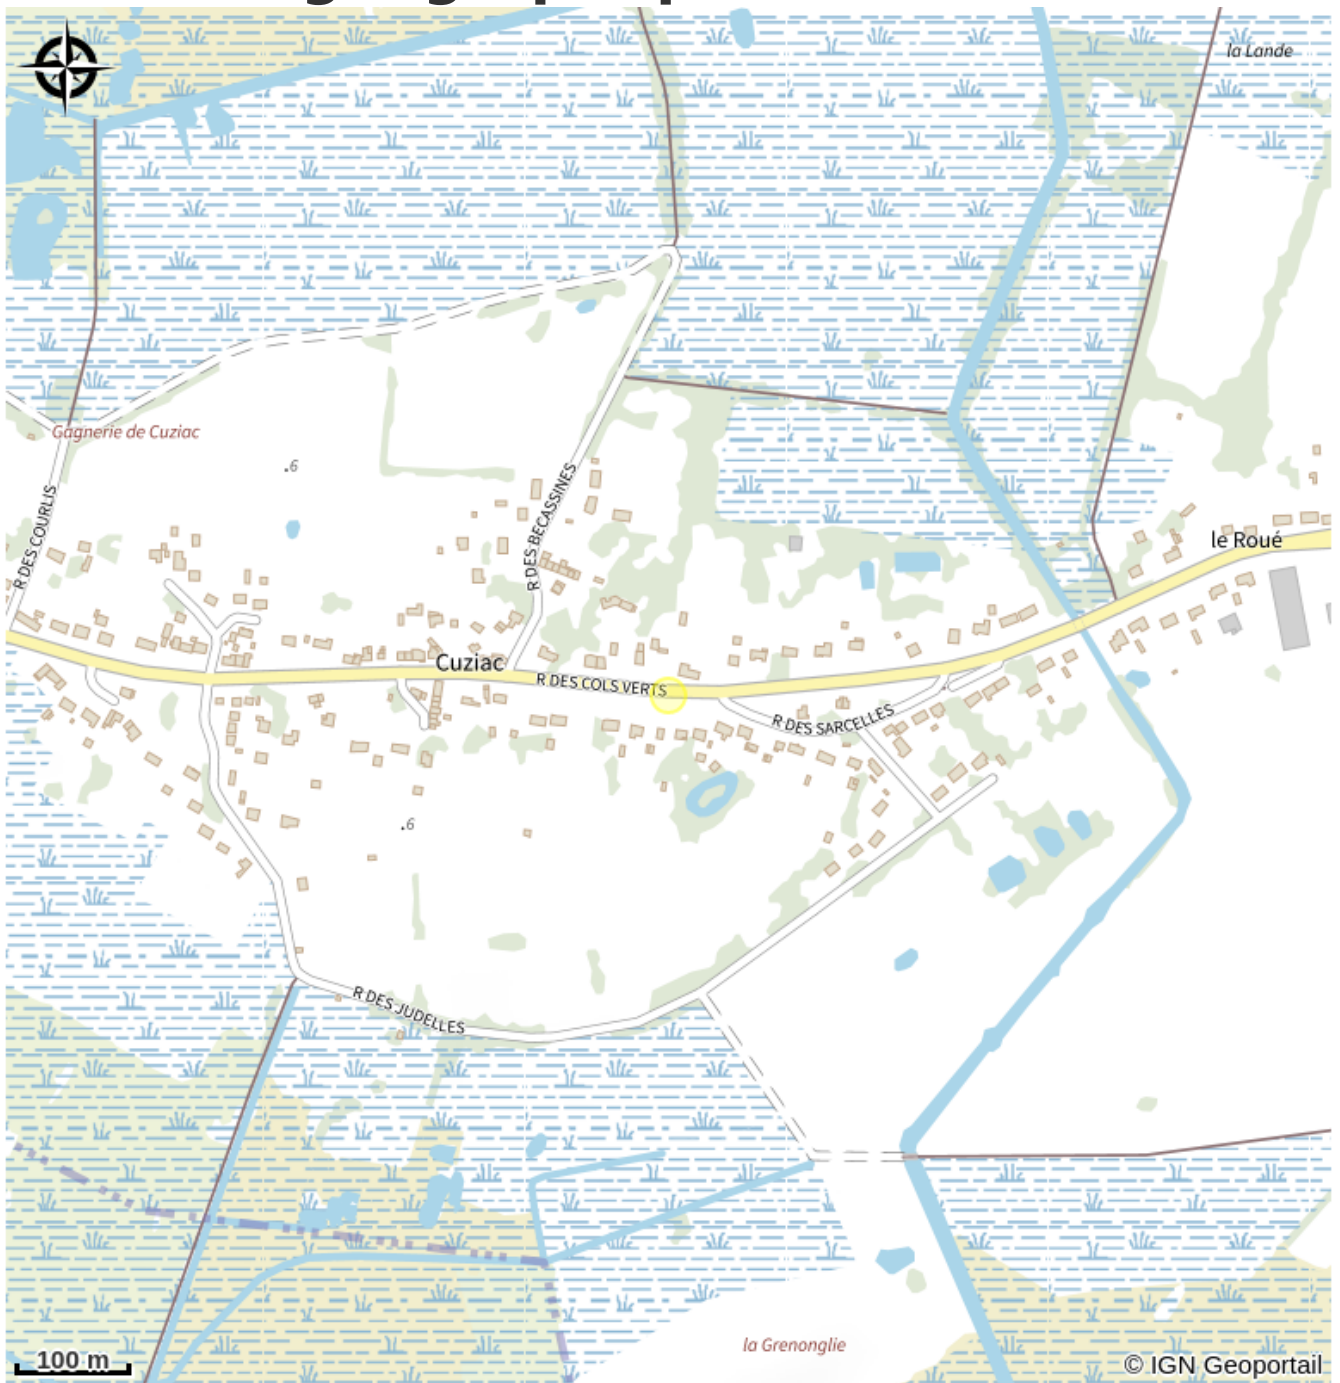 la Lande
Gagnerie de Cuziac
.6
R DES COURLIS
R DES BECASSINES
le Roué
Cuziac
R DES COLS VERTS
R DES SARCELLES
.6
R DES JUDELLES
la Grenonglie
100 m
© IGN Geoportail